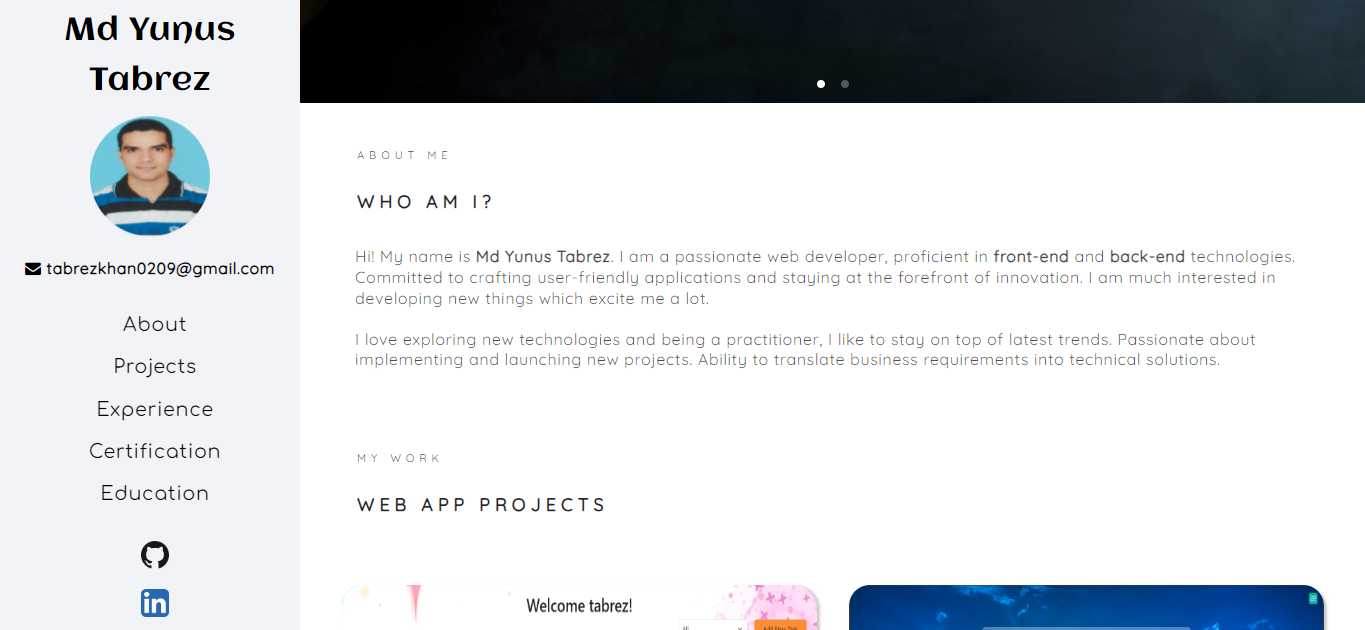 Md Yunus
Tabrez
tabrezkhan0209@gmail.com
About
Projects
Experience
Certification
Education
in
ABOUT ME
WHO AM I?
Hi! My name is Md Yunus Tabrez. I am a passionate web developer, proficient in front-end and back-end technologies.
Committed to crafting user-friendly applications and staying at the forefront of innovation. I am much interested in
developing new things which excite me a lot.
I love exploring new technologies and being a practitioner, I like to stay on top of latest trends. Passionate about
implementing and launching new projects. Ability to translate business requirements into technical solutions.
MY WORK
WEB APP PROJECTS
Welcome tabrez!
All
Add New Task